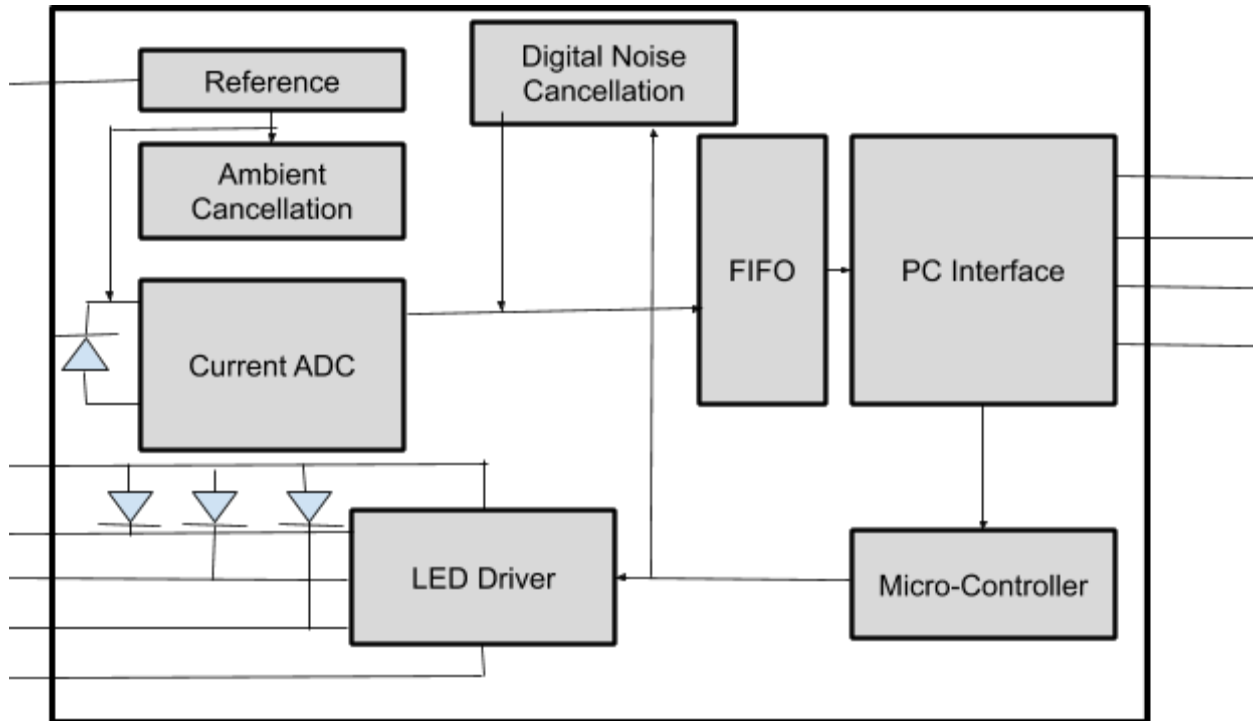 Reference
Digital Noise
Cancellation
Ambient
Cancellation
FIFO
PC Interface
Current ADC
LED Driver
Micro-Controller